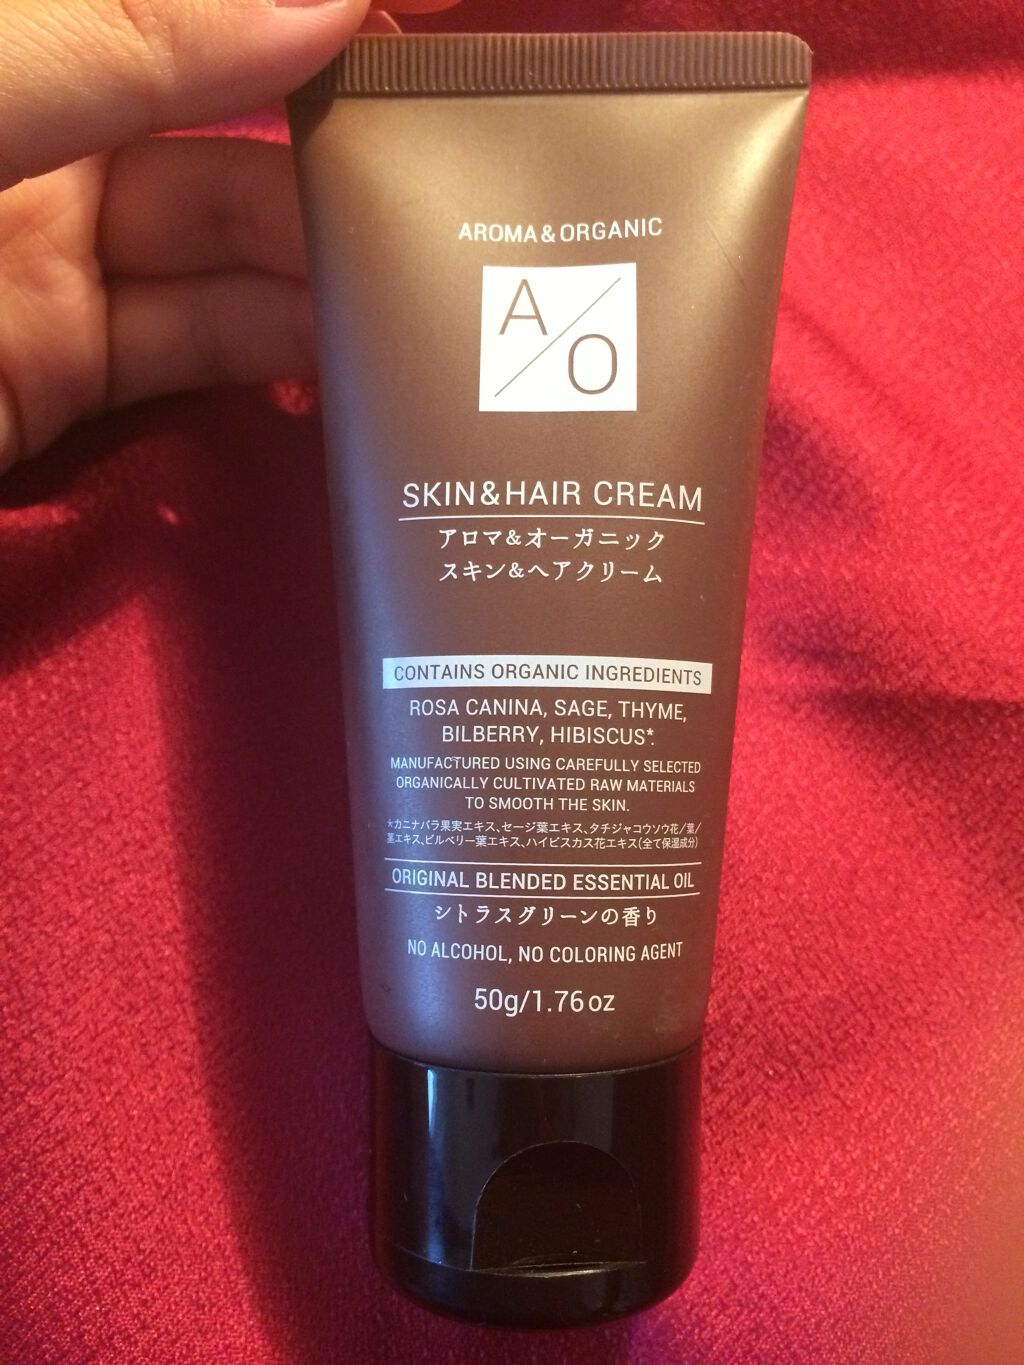 AROMA & ORGANIC
A/O
SKIN & HAIR CREAM
アロマ&オーガニック
スキン&ヘアクリーム
CONTAINS ORGANIC INGREDIENTS
ROSA CANINA, SAGE, THYME,
BILBERRY, HIBISCUS*.
MANUFACTURED USING CAREFULLY SELECTED
ORGANICALLY CULTIVATED RAW MATERIALS
TO SMOOTH THE SKIN.
*カニナバラ果実エキス、セージ葉エキス、タチジャコウソウ花/葉/
茎エキス、ビルベリー葉エキス、ハイビスカス花エキス(全て保湿成分)
ORIGINAL BLENDED ESSENTIAL OIL
シトラスグリーンの香り
NO ALCOHOL, NO COLORING AGENT
50g/1.76 oz